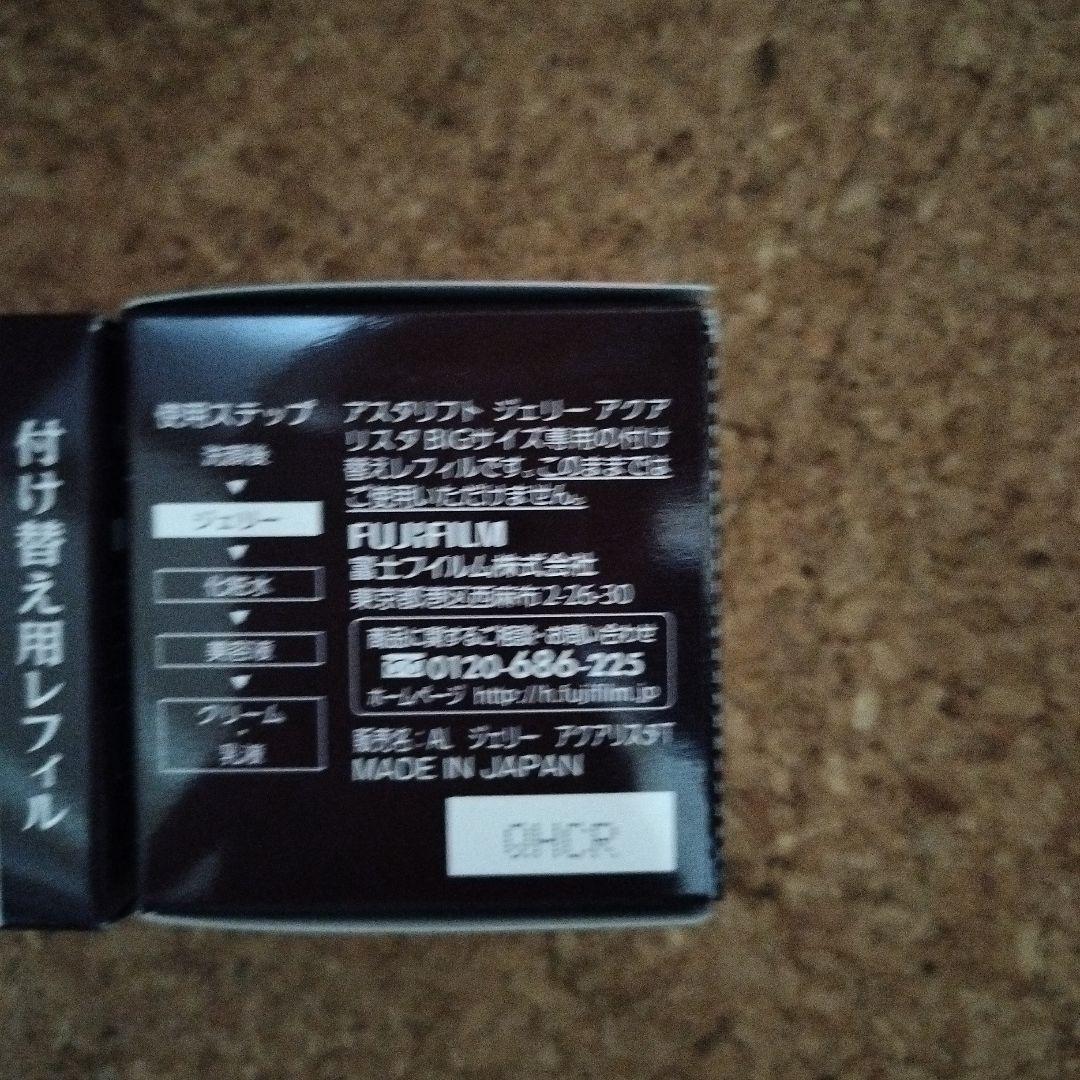 付け替え用レフィル
使用ステップ
洗顔後
▼
ジェリー
▼
化粧水
▼
美容液
▼
クリーム
・
乳液
アスタリフト ジェリー アクア
リスタ BIGサイズ専用の付け
替えレフィルです。このままでは
ご使用いただけません。
FUJIFILM
富士フイルム株式会社
東京都港区西麻布2-26-30
商品に関するご相談・お問い合わせ
0120-686-225
ホームページ http://h.fujifilm.jp
販売名:AL ジェリー アクアリスタT
MADE IN JAPAN
QHCR